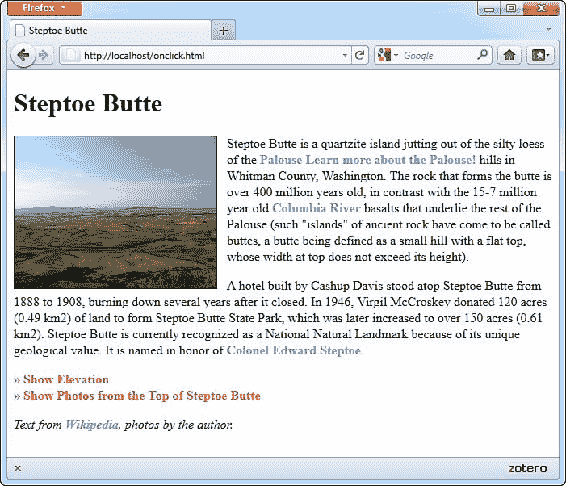 Firefox
Steptoe Butte
http://localhost/onclick.html
Google
Steptoe Butte
Steptoe Butte is a quartzite island jutting out of the silty loess
of the Palouse Learn more about the Palouse! hills in
Whitman County, Washington. The rock that forms the butte is
over 400 million years old, in contrast with the 15-7 million
year old Columbia River basalts that underlie the rest of the
Palouse (such "islands" of ancient rock have come to be called
buttes, a butte being defined as a small hill with a flat top,
whose width at top does not exceed its height).
A hotel built by Cashup Davis stood atop Steptoe Butte from
1888 to 1908, burning down several years after it closed. In 1946, Virgil McCroskey donated 120 acres
(0.49 km2) of land to form Steptoe Butte State Park, which was later increased to over 150 acres (0.61
km2). Steptoe Butte is currently recognized as a National Natural Landmark because of its unique
geological value. It is named in honor of Colonel Edward Steptoe.
» Show Elevation
» Show Photos from the Top of Steptoe Butte
Text from Wikipedia, photos by the author.
× zotero